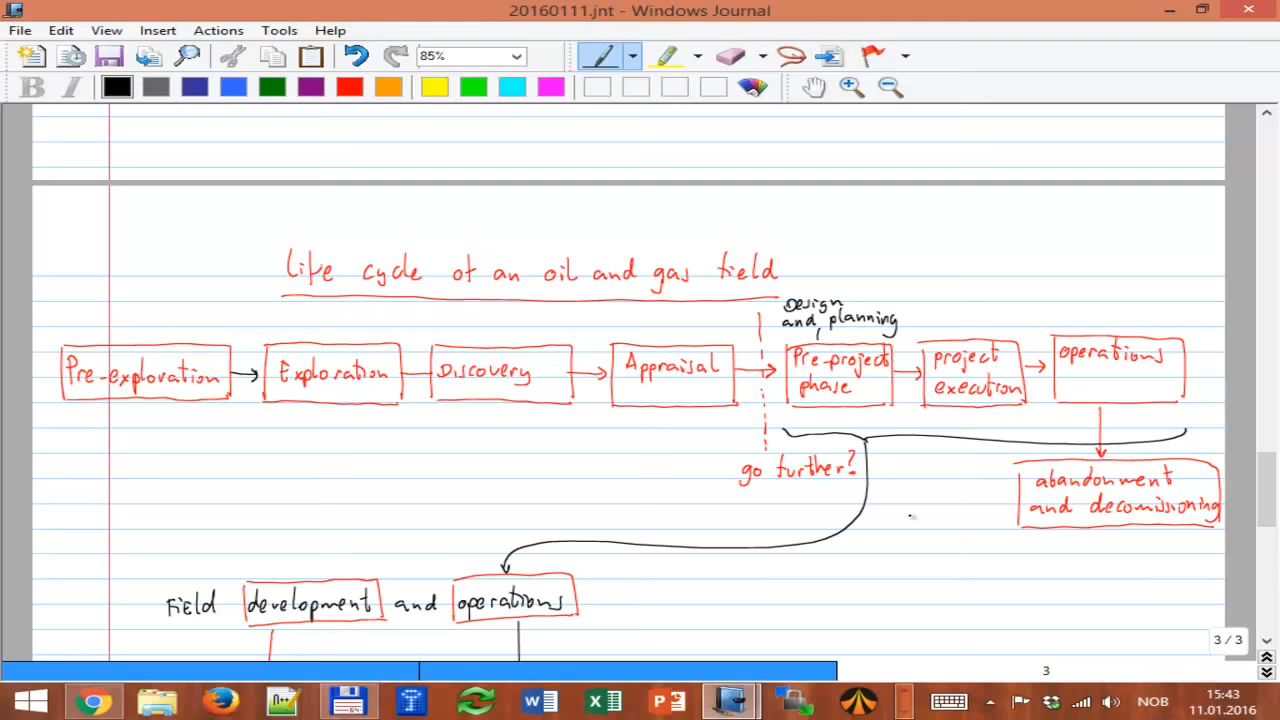 20160111.jnt - Windows Journal
File Edit View Insert Actions Tools Help
85%
B I
Life cycle of an oil and gas field
Design
and planning
Pre-exploration
Exploration
Discovery
Appraisal
Pre-project
phase
project
execution
operations
go further?
abandonment
and decomissioning
Field development and operations
3 / 3
3
NOB
15:43
11.01.2016